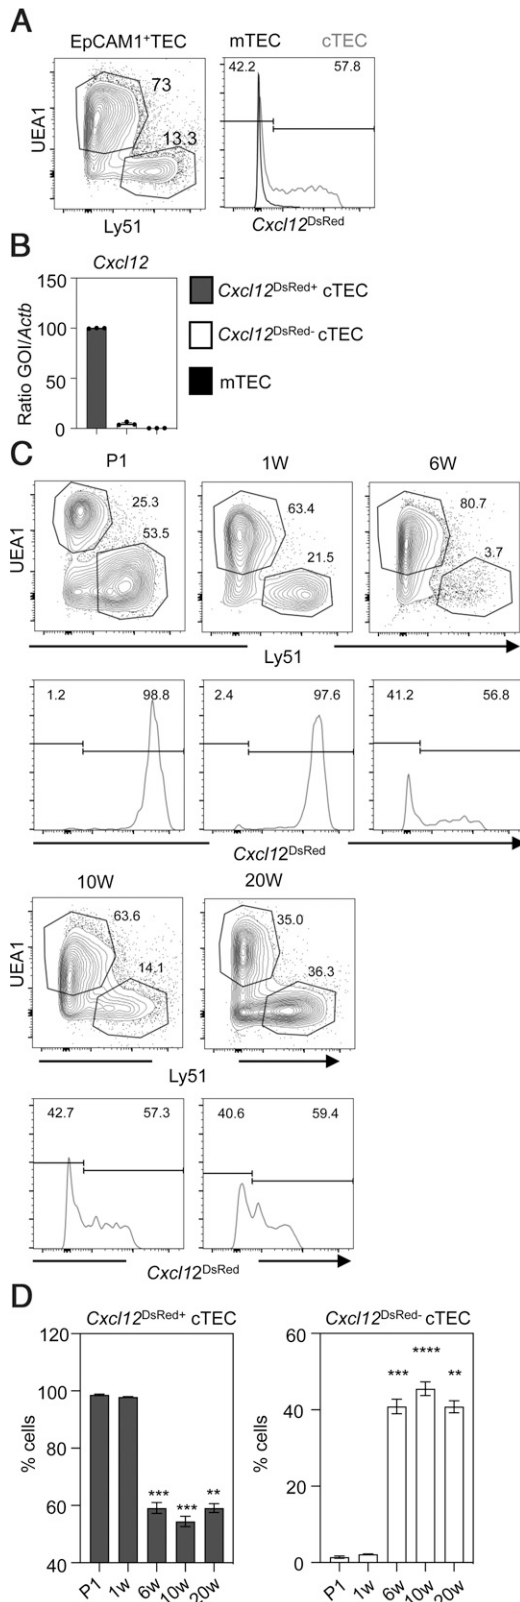 A
EpCAM1⁺TEC
mTEC cTEC
73
13.3
42.2 57.8
UEA1
Ly51
Cxcl12ᴰˢᴿᵉᵈ
B
Cxcl12
150
100
50
0
Ratio GOI/Actb
Cxcl12ᴰˢᴿᵉᵈ⁺ cTEC
Cxcl12ᴰˢᴿᵉᵈ⁻ cTEC
mTEC
C
P1 1W 6W
25.3
53.5
63.4
21.5
80.7
3.7
UEA1
Ly51
1.2 98.8
2.4 97.6
41.2 56.8
Cxcl12ᴰˢᴿᵉᵈ
10W 20W
63.6
14.1
35.0
36.3
UEA1
Ly51
42.7 57.3
40.6 59.4
Cxcl12ᴰˢᴿᵉᵈ
D
Cxcl12ᴰˢᴿᵉᵈ⁺ cTEC
120
100
80
60
40
% cells
*** *** **
P1 1w 6w 10w 20w
Cxcl12ᴰˢᴿᵉᵈ⁻ cTEC
60
40
20
0
% cells
*** **** **
P1 1w 6w 10w 20w